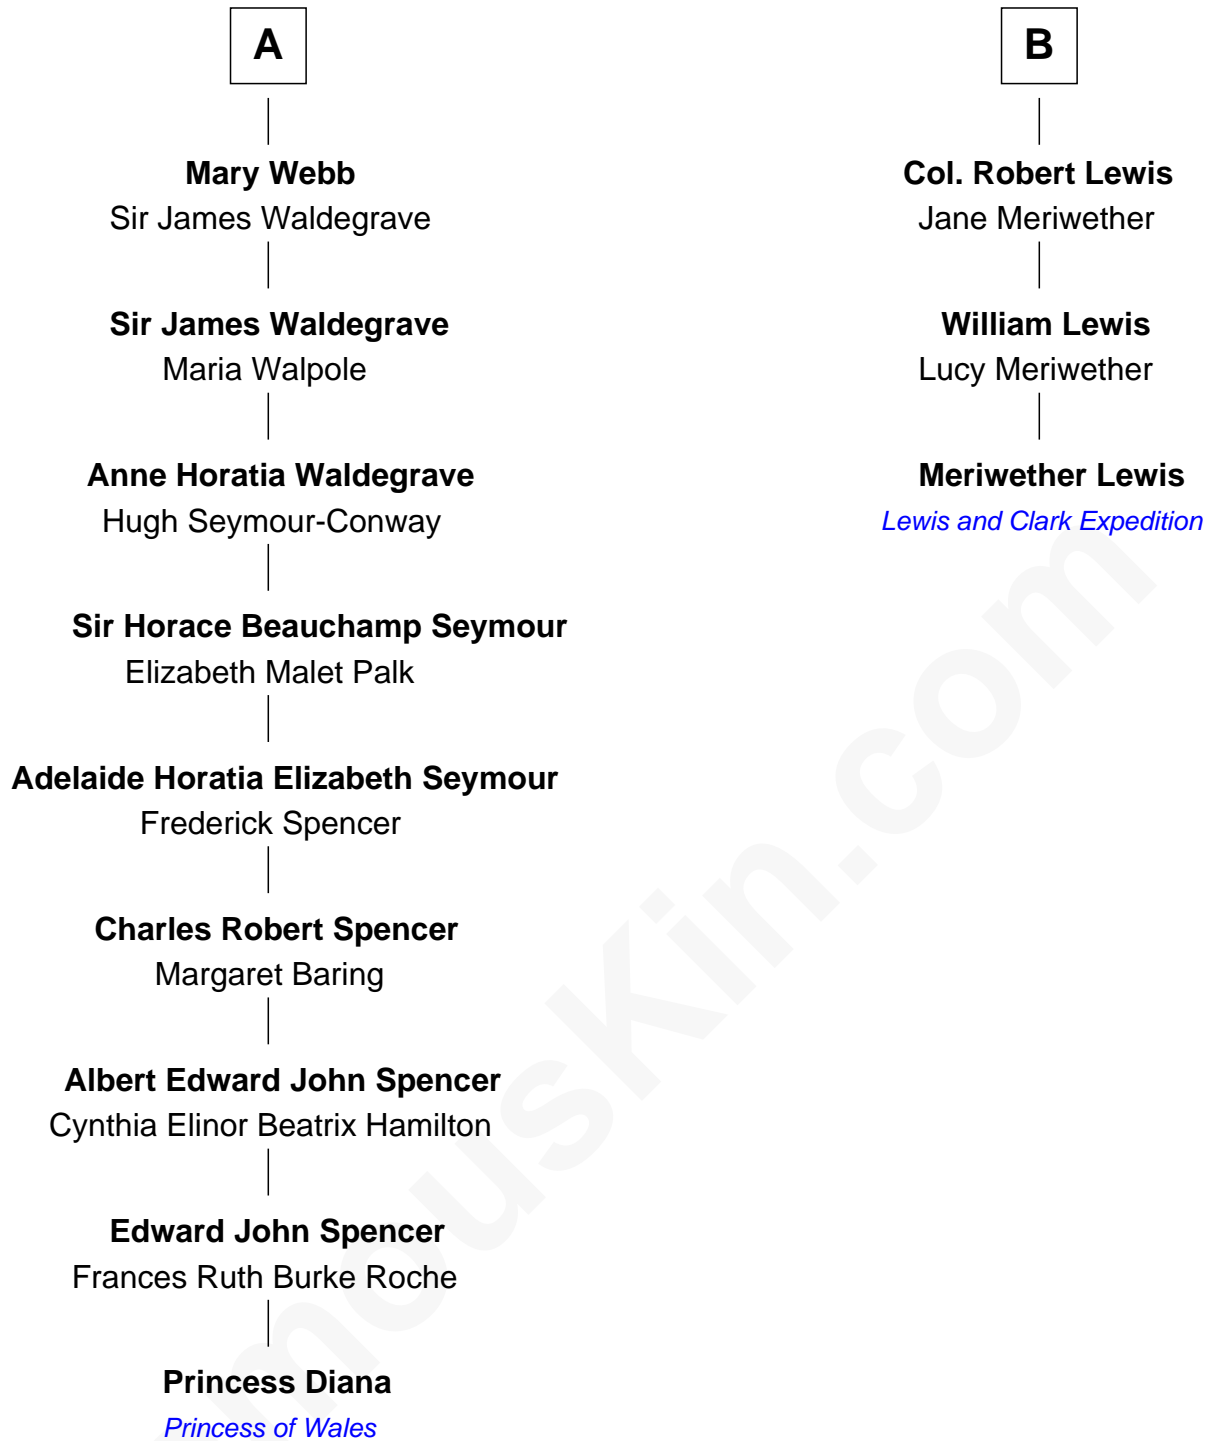 A
Mary Webb
Sir James Waldegrave
Sir James Waldegrave
Maria Walpole
Anne Horatia Waldegrave
Hugh Seymour-Conway
Sir Horace Beauchamp Seymour
Elizabeth Malet Palk
Adelaide Horatia Elizabeth Seymour
Frederick Spencer
Charles Robert Spencer
Margaret Baring
Albert Edward John Spencer
Cynthia Elinor Beatrix Hamilton
Edward John Spencer
Frances Ruth Burke Roche
Princess Diana
Princess of Wales
B
Col. Robert Lewis
Jane Meriwether
William Lewis
Lucy Meriwether
Meriwether Lewis
Lewis and Clark Expedition
mouskin.com